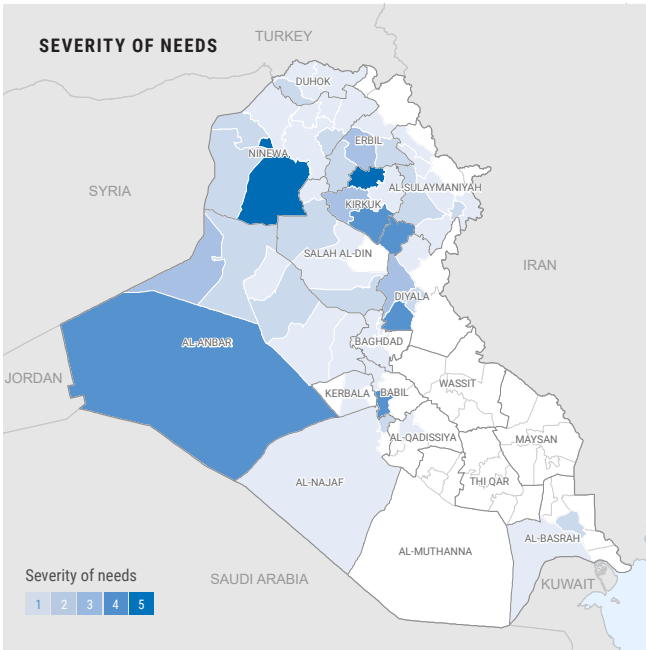 SEVERITY OF NEEDS
TURKEY
DUHOK
ERBIL
NINEWA
AL-SULAYMANIYAH
SYRIA
KIRKUK
SALAH AL-DIN
IRAN
DIYALA
AL-ANBAR
BAGHDAD
JORDAN
WASSIT
KERBALA
BABIL
AL-QADISSIYA
MAYSAN
AL-NAJAF
THI QAR
AL-BASRAH
AL-MUTHANNA
Severity of needs
SAUDI ARABIA
KUWAIT
1 2 3 4 5